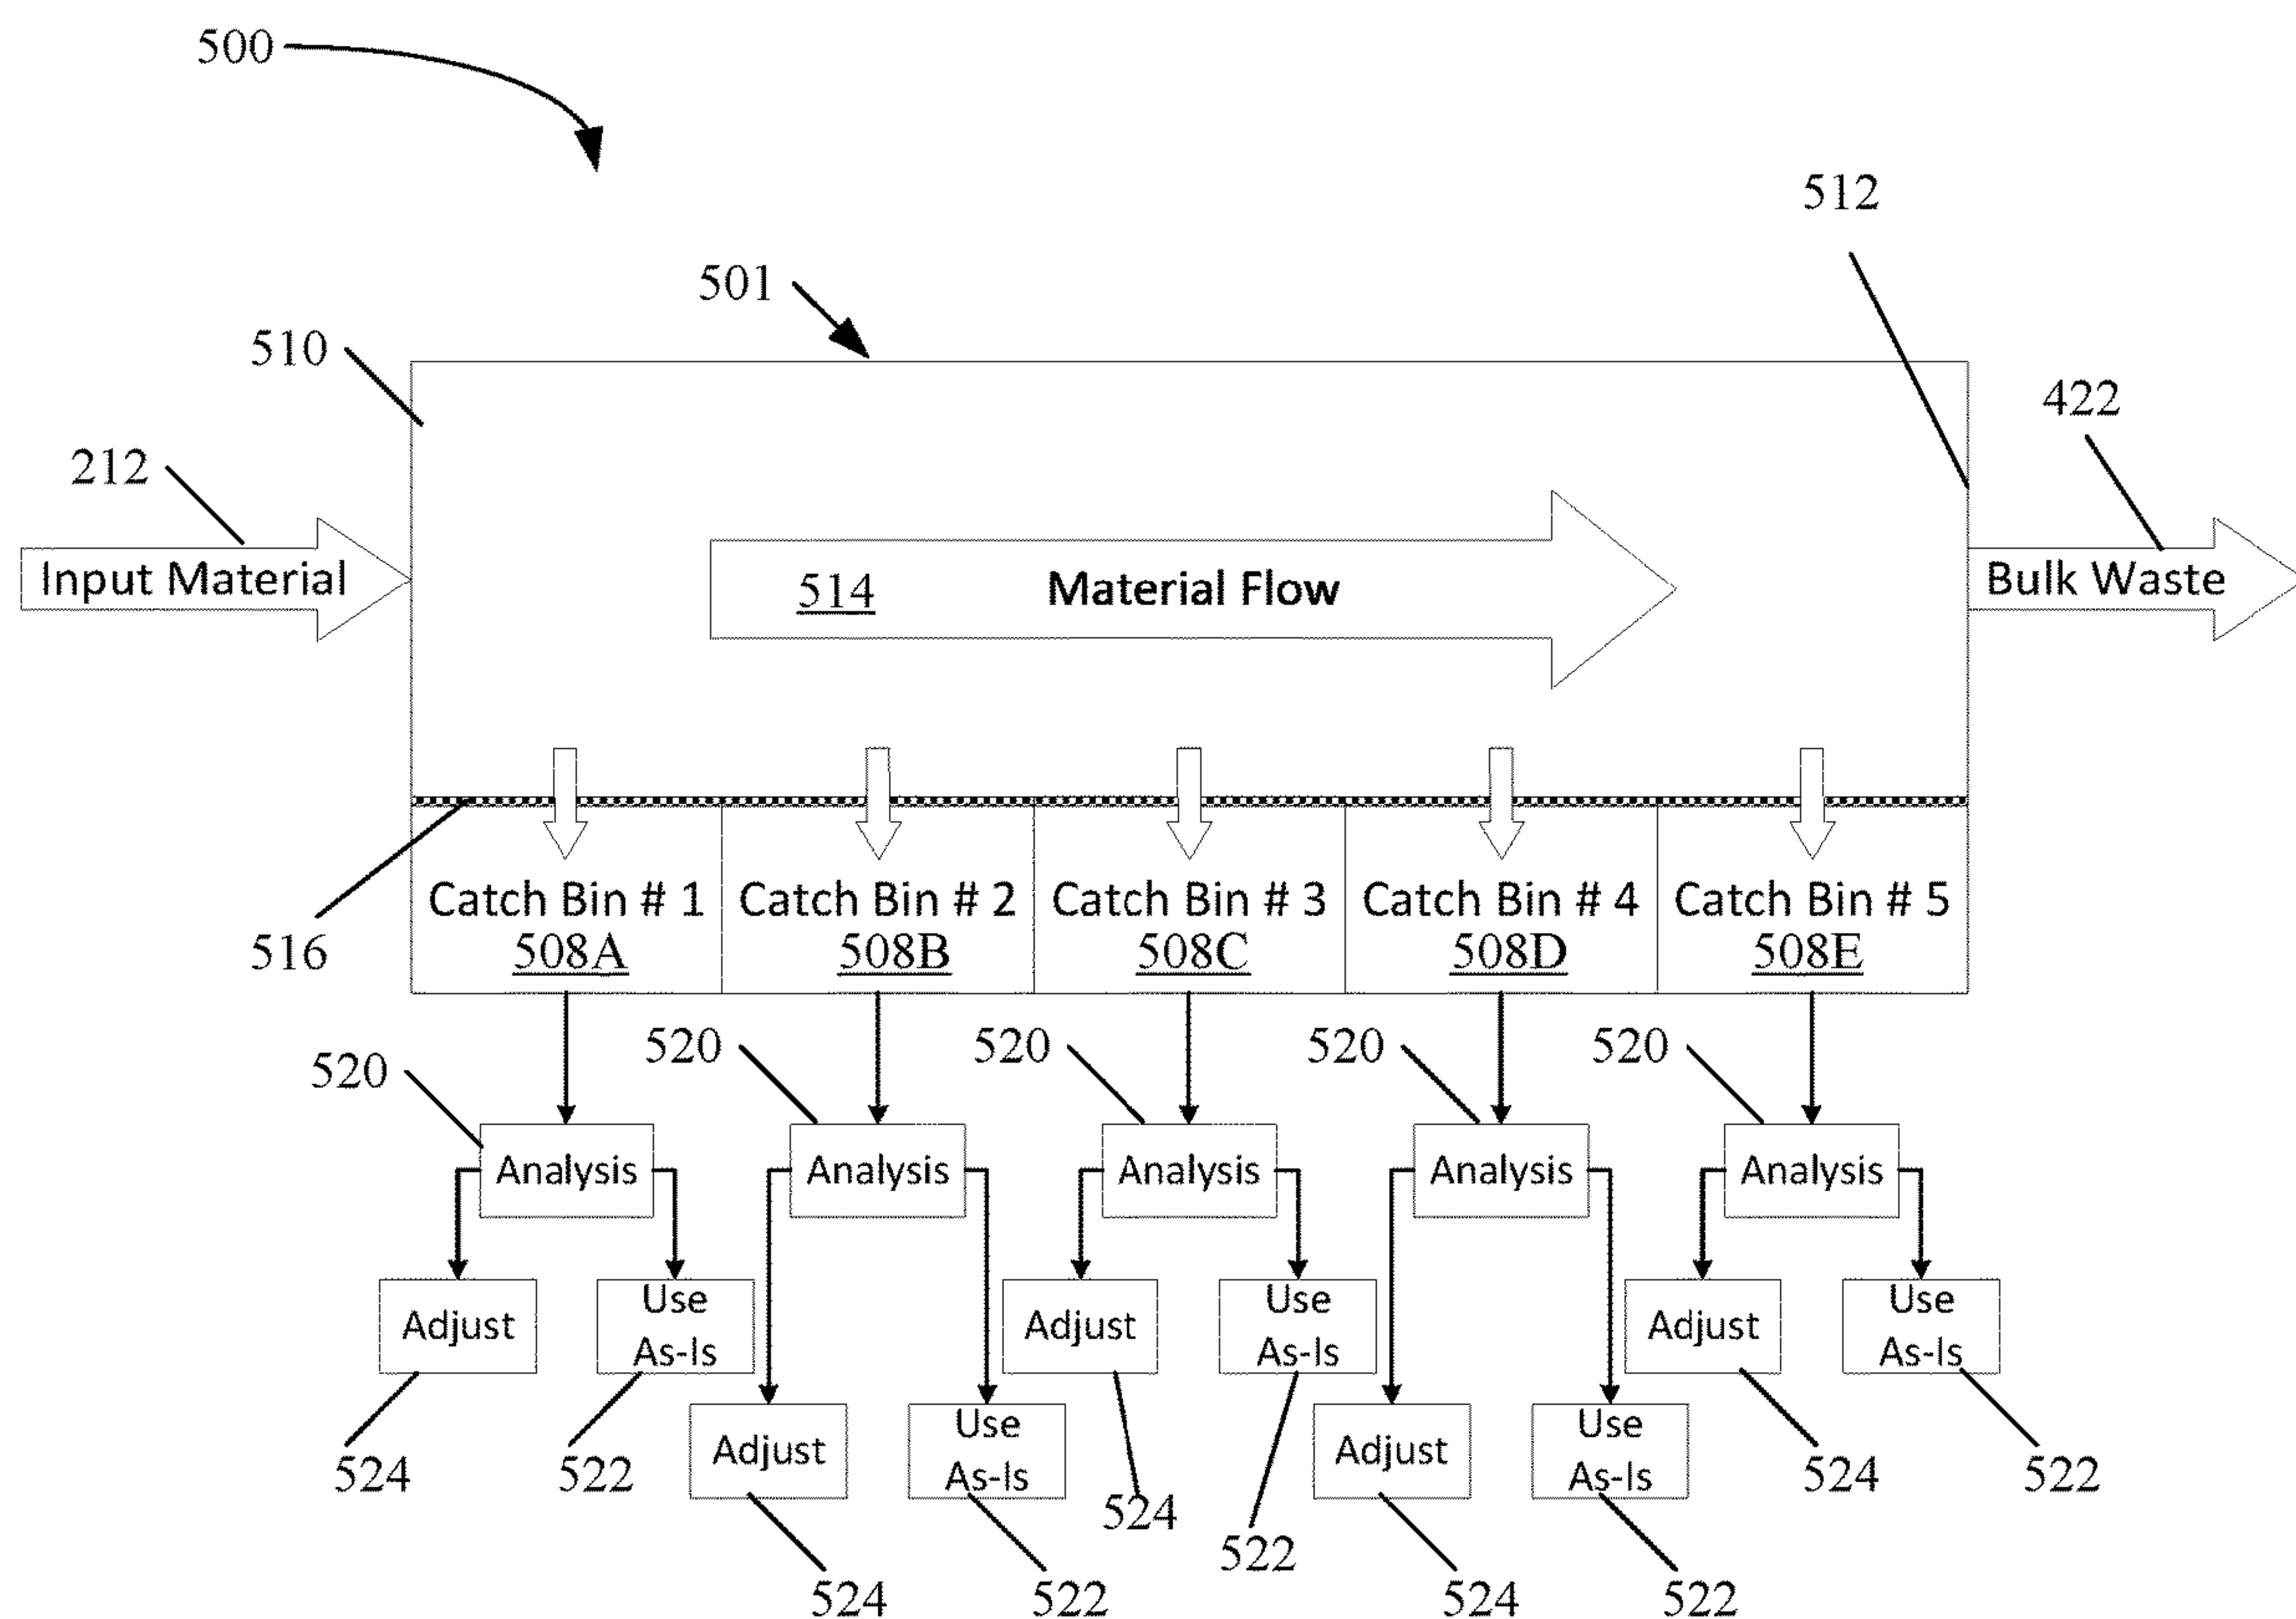 500
512
501
510
422
212
Input Material
514 Material Flow
Bulk Waste
Catch Bin # 1
508A
Catch Bin # 2
508B
Catch Bin # 3
508C
Catch Bin # 4
508D
Catch Bin # 5
508E
516
520
520
520
520
520
Analysis
Analysis
Analysis
Analysis
Analysis
Adjust
Use
As-Is
Adjust
Use
As-Is
Adjust
Use
As-Is
Adjust
Use
As-Is
Adjust
Use
As-Is
524
522
524
522
524
522
524
522
524
522